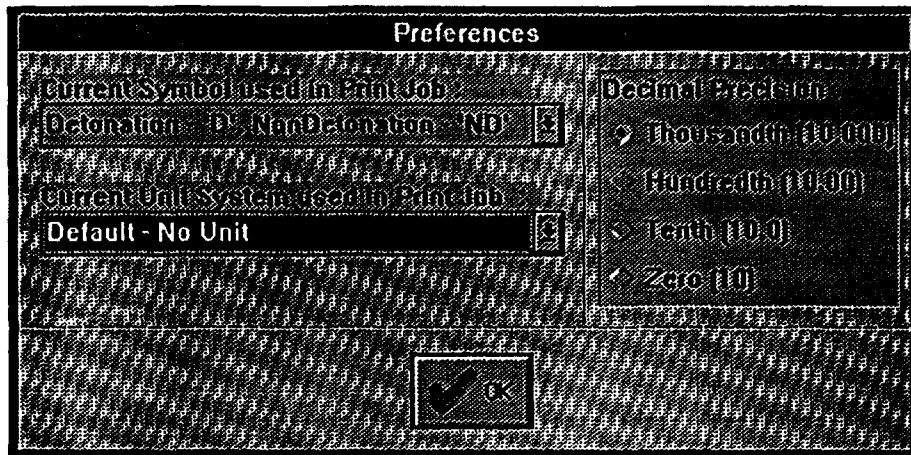 Preferences
Current Symbol used in Print Job
Detonation - 'D', NonDetonation - 'ND'
Current Unit System used in Print Job
Default - No Unit
Decimal Precision
Thousandth (10.000)
Hundredth (10.00)
Tenth (10.0)
Zero (10)
OK